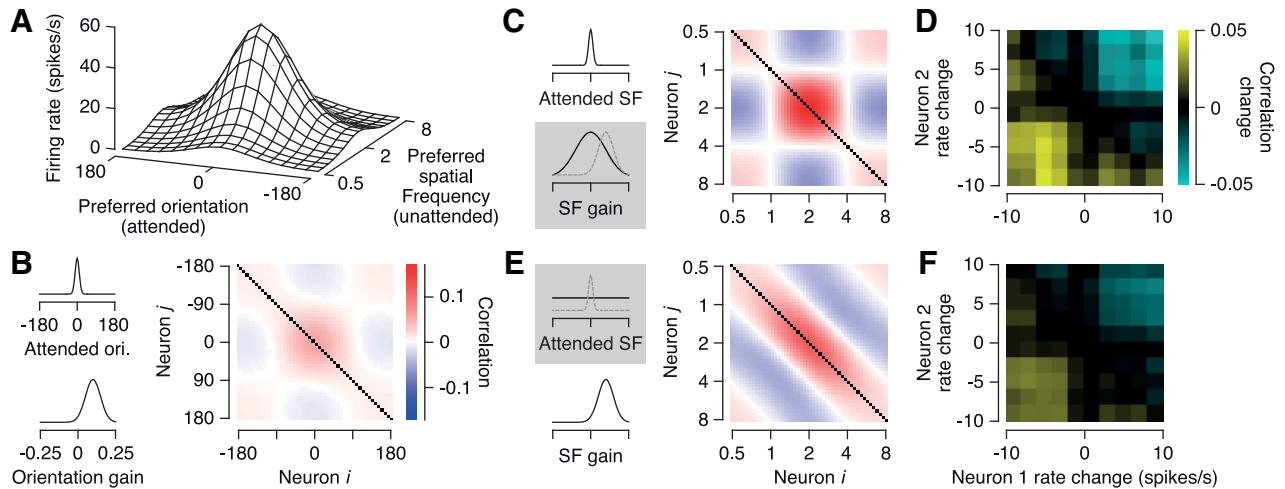 A
Firing rate (spikes/s)
60
40
20
0
180
0
-180
Preferred orientation
(attended)
8
2
0.5
Preferred
spatial
Frequency
(unattended)
B
-180 0 180
Attended ori.
-0.25 0 0.25
Orientation gain
Neuron j
-180
-90
0
90
180
-180 0 180
Neuron i
0.1
0
-0.1
Correlation
C
Attended SF
SF gain
Neuron j
0.5
1
2
4
8
0.5 1 2 4 8
D
Neuron 2
rate change
10
5
0
-5
-10
-10 0 10
0.05
0
-0.05
Correlation
change
E
Attended SF
SF gain
Neuron j
0.5
1
2
4
8
0.5 1 2 4 8
Neuron i
F
Neuron 2
rate change
10
5
0
-5
-10
-10 0 10
Neuron 1 rate change (spikes/s)